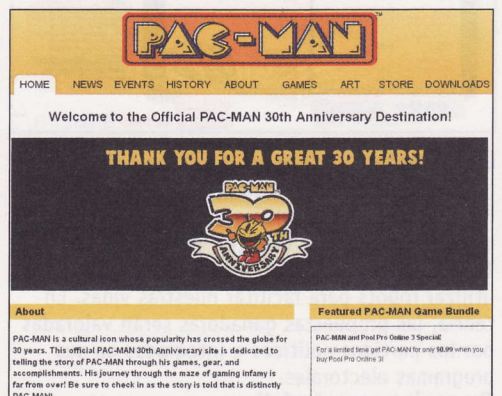 PAC-MAN™
HOME NEWS EVENTS HISTORY ABOUT GAMES ART STORE DOWNLOADS
Welcome to the Official PAC-MAN 30th Anniversary Destination!
THANK YOU FOR A GREAT 30 YEARS!
PAC-MAN
30TH
ANNIVERSARY
About
PAC-MAN is a cultural icon whose popularity has crossed the globe for
30 years. This official PAC-MAN 30th Anniversary site is dedicated to
telling the story of PAC-MAN through his games, gear, and
accomplishments. His journey through the maze of gaming infamy is
far from over! Be sure to check in as the story is told that is distinctly
PAC-MAN!
Featured PAC-MAN Game Bundle
PAC-MAN and Pool Pro Online 3 Special!
For a limited time get PAC-MAN for only $0.99 when you
buy Pool Pro Online 3!